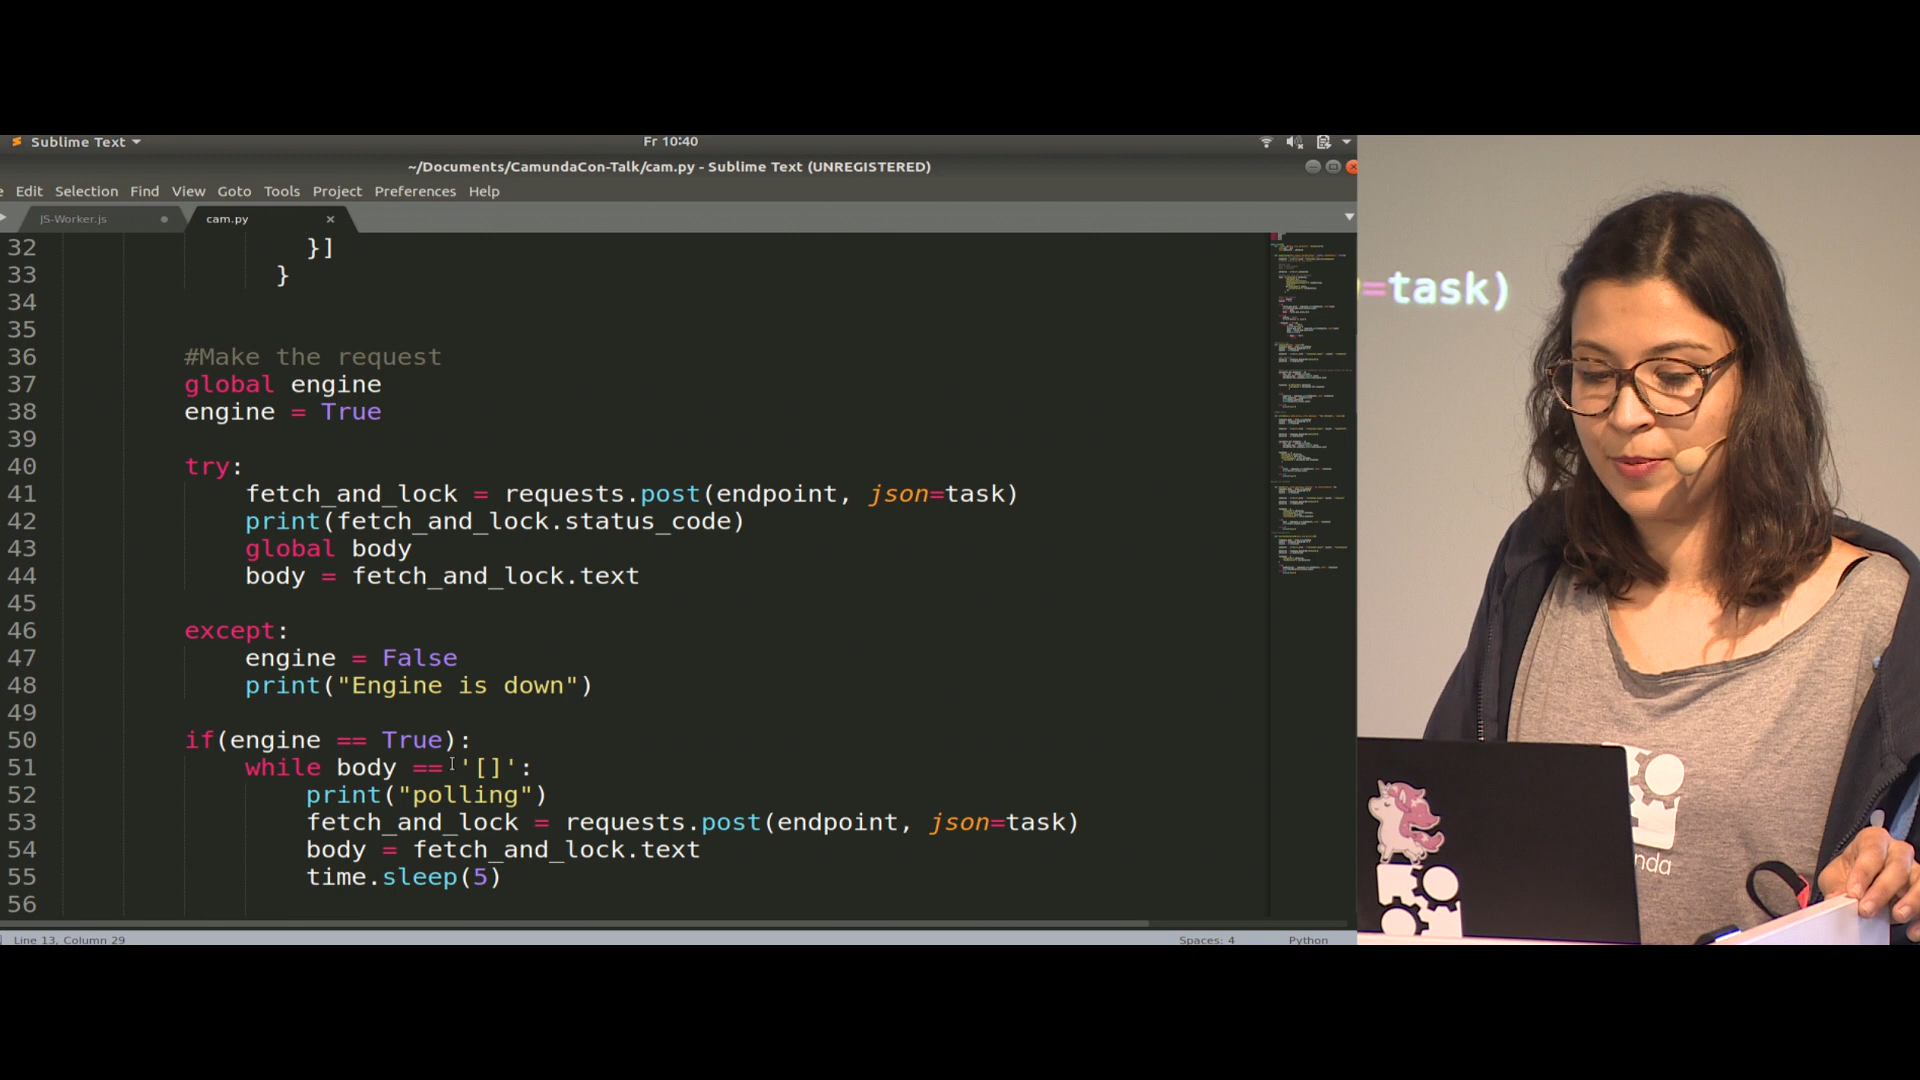 Sublime Text
Fr 10:40
~/Documents/CamundaCon-Talk/cam.py - Sublime Text (UNREGISTERED)
Edit Selection Find View Goto Tools Project Preferences Help
JS-Worker.js
cam.py
32 }]
33 }
34
35
36 #Make the request
37 global engine
38 engine = True
39
40 try:
41 fetch_and_lock = requests.post(endpoint, json=task)
42 print(fetch_and_lock.status_code)
43 global body
44 body = fetch_and_lock.text
45
46 except:
47 engine = False
48 print("Engine is down")
49
50 if(engine == True):
51 while body == '[]':
52 print("polling")
53 fetch_and_lock = requests.post(endpoint, json=task)
54 body = fetch_and_lock.text
55 time.sleep(5)
56
Line 13, Column 29
Spaces: 4
Python
=task)
nda